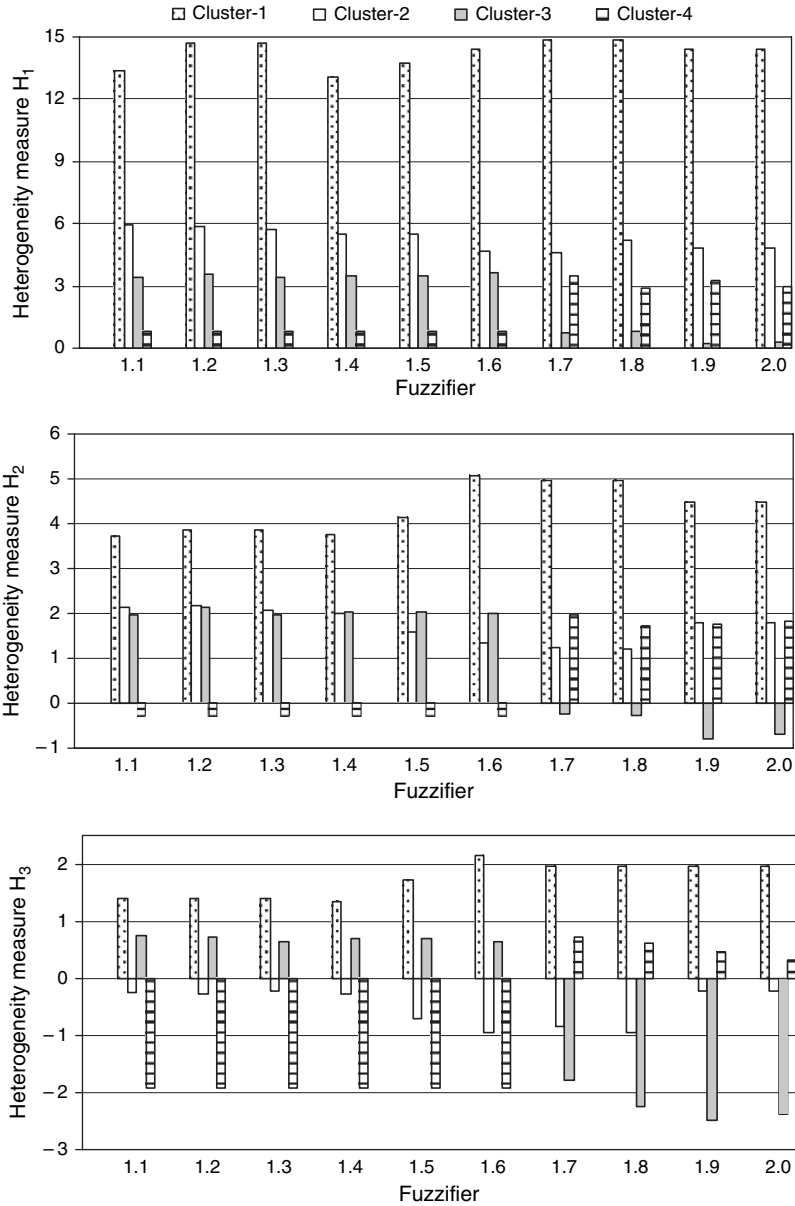 Cluster-1 Cluster-2 Cluster-3 Cluster-4
Heterogeneity measure H1
15
12
9
6
3
0
1.1 1.2 1.3 1.4 1.5 1.6 1.7 1.8 1.9 2.0
Fuzzifier
Heterogeneity measure H2
6
5
4
3
2
1
0
−1
1.1 1.2 1.3 1.4 1.5 1.6 1.7 1.8 1.9 2.0
Fuzzifier
Heterogeneity measure H3
2
1
0
−1
−2
−3
1.1 1.2 1.3 1.4 1.5 1.6 1.7 1.8 1.9 2.0
Fuzzifier